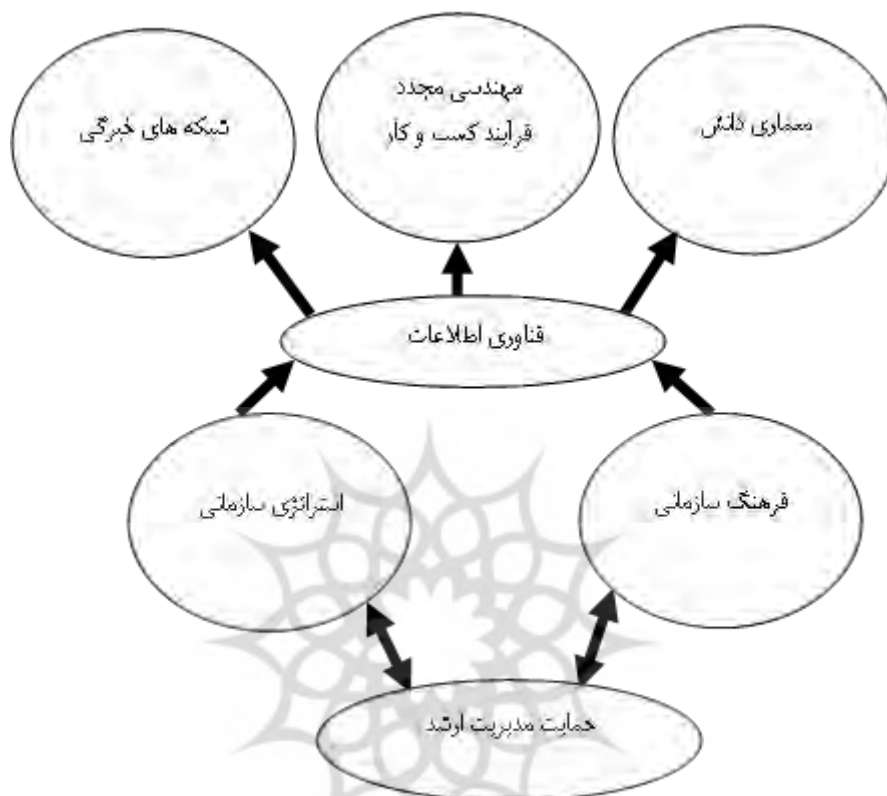 معماری دانش
مهندسی مجدد
فرآیند کسب و کار
شبکه های خبرگی
فناوری اطلاعات
فرهنگ سازمانی
استراتژی سازمانی
حمایت مدیریت ارشد